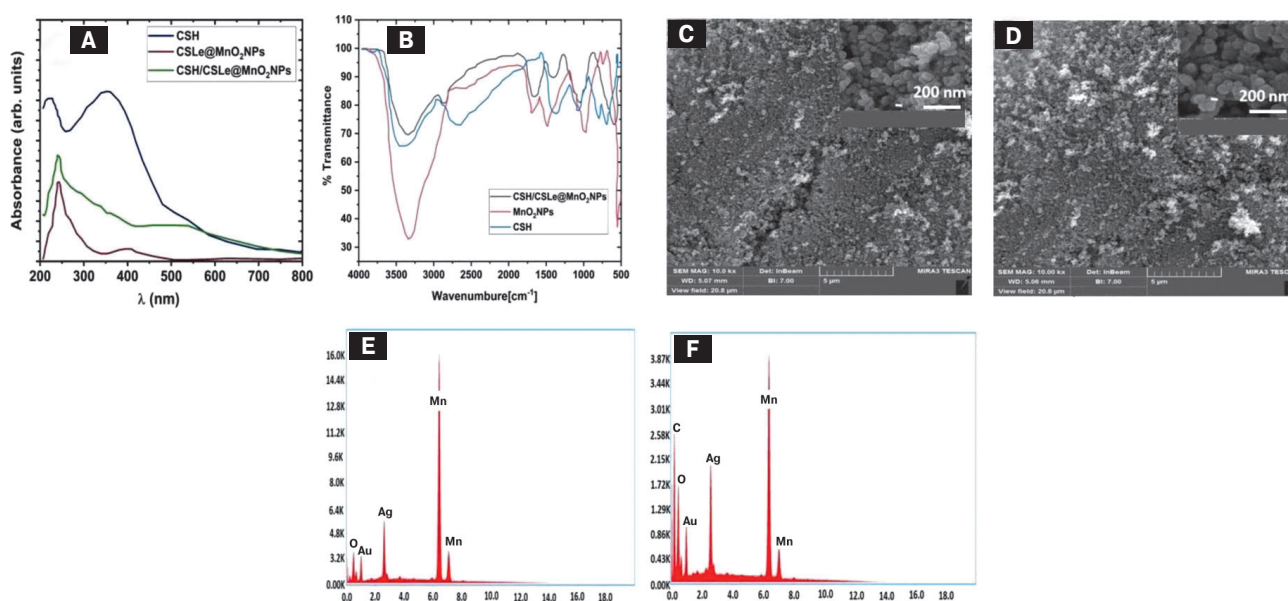 A
CSH
CSLe@MnO₂NPs
CSH/CSLe@MnO₂NPs
Absorbance (arb. units)
200 300 400 500 600 700 800
λ (nm)
B
100
90
80
70
60
50
40
30
% Transmittance
CSH/CSLe@MnO₂NPs
MnO₂NPs
CSH
4000 3500 3000 2500 2000 1500 1000 500
Wavenumbure[cm⁻¹]
C
200 nm
SEM MAG: 10.0 kx Det: InBeam MIRA3 TESCAN
WD: 5.07 mm BI: 7.00 5 µm
View field: 20.8 µm
D
200 nm
SEM MAG: 10.00 kx Det: InBeam MIRA3 TESCAN
WD: 5.06 mm BI: 7.00 5 µm
View field: 20.8 µm
E
16.0K
14.4K
12.8K
11.2K
9.6K
8.0K
6.4K
4.8K
3.2K
0.00K
O
Au
Ag
Mn
Mn
0.0 2.0 4.0 6.0 8.0 10.0 12.0 14.0 16.0 18.0
F
3.87K
3.44K
3.01K
2.58K
2.15K
1.72K
1.29K
0.86K
0.43K
0.00K
C
O
Au
Ag
Mn
Mn
0.0 2.0 4.0 6.0 8.0 10.0 12.0 14.0 16.0 18.0